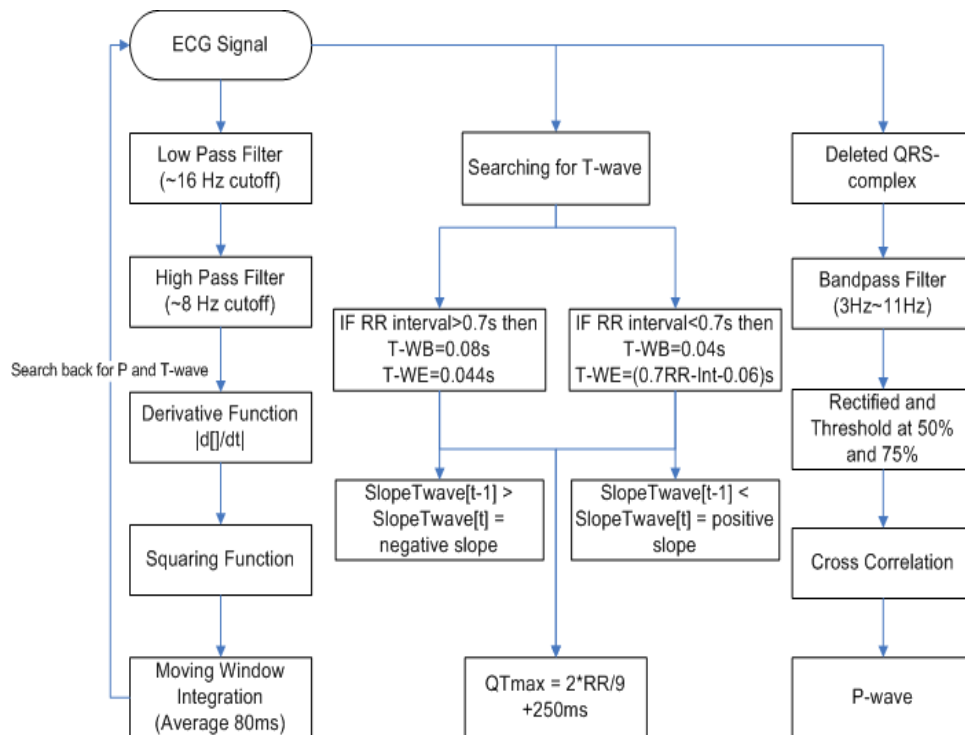 ECG Signal
Low Pass Filter
(~16 Hz cutoff)
High Pass Filter
(~8 Hz cutoff)
Search back for P and T-wave
Derivative Function
|d[]/dt|
Squaring Function
Moving Window
Integration
(Average 80ms)
Searching for T-wave
IF RR interval>0.7s then
T-WB=0.08s
T-WE=0.044s
IF RR interval<0.7s then
T-WB=0.04s
T-WE=(0.7RR-Int-0.06)s
SlopeTwave[t-1] >
SlopeTwave[t] =
negative slope
SlopeTwave[t-1] <
SlopeTwave[t] = positive
slope
QTmax = 2*RR/9
+250ms
Deleted QRS-
complex
Bandpass Filter
(3Hz~11Hz)
Rectified and
Threshold at 50%
and 75%
Cross Correlation
P-wave